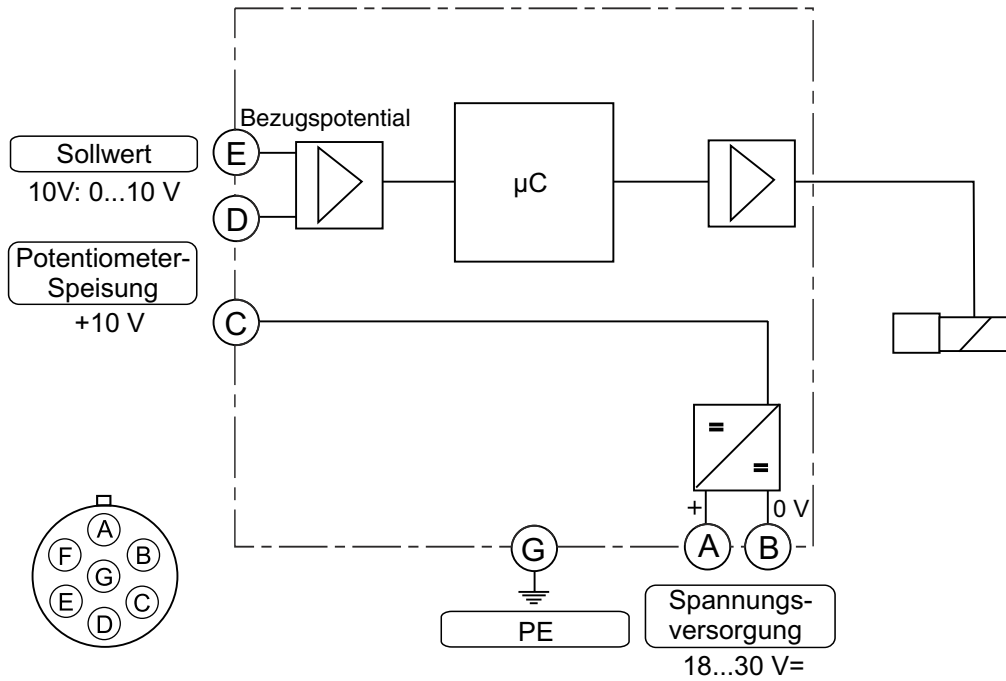 Bezugspotential
Sollwert
10V: 0...10 V
E
D
µC
Potentiometer-
Speisung
+10 V
C
=
=
+
0 V
G
A
B
PE
Spannungs-
versorgung
18...30 V=
A
F
B
G
E
C
D